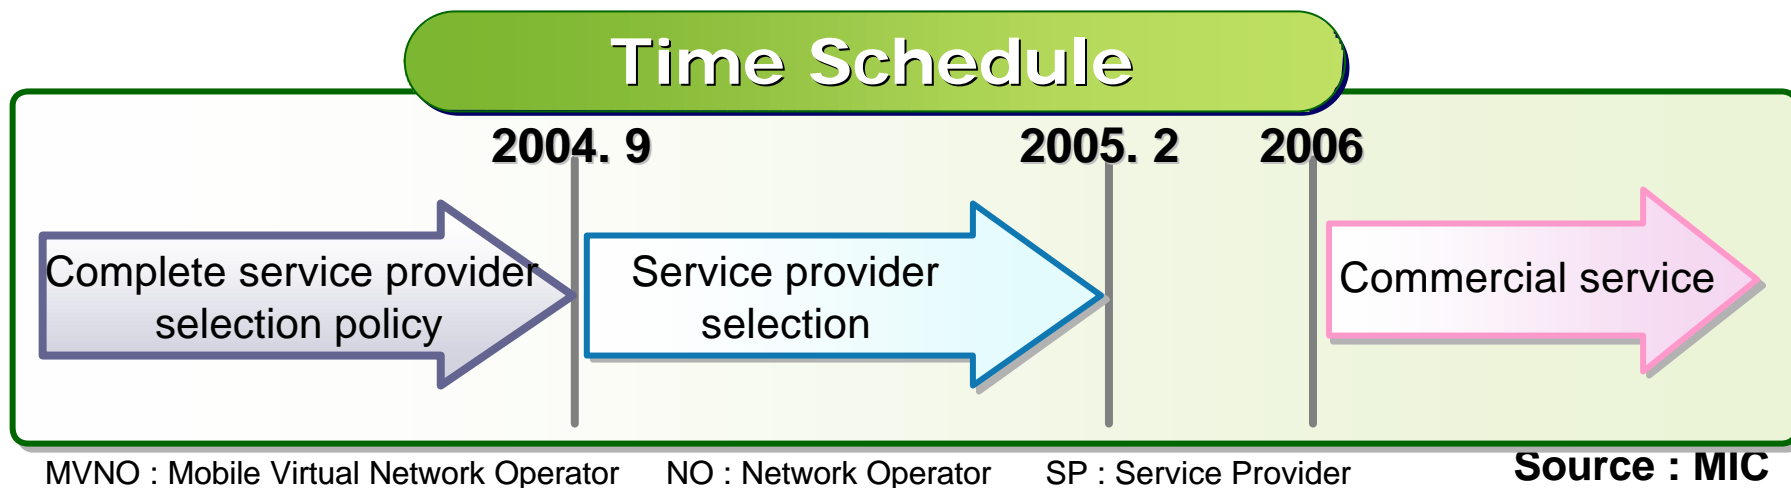 Time Schedule
2004. 9
2005. 2
2006
Complete service provider
selection policy
Service provider
selection
Commercial service
MVNO : Mobile Virtual Network Operator
NO : Network Operator
SP : Service Provider
Source : MIC